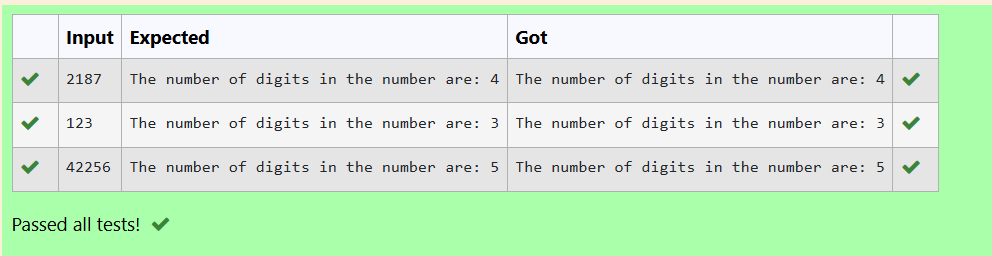 Input Expected Got
2187 The number of digits in the number are: 4 The number of digits in the number are: 4
123 The number of digits in the number are: 3 The number of digits in the number are: 3
42256 The number of digits in the number are: 5 The number of digits in the number are: 5
Passed all tests!